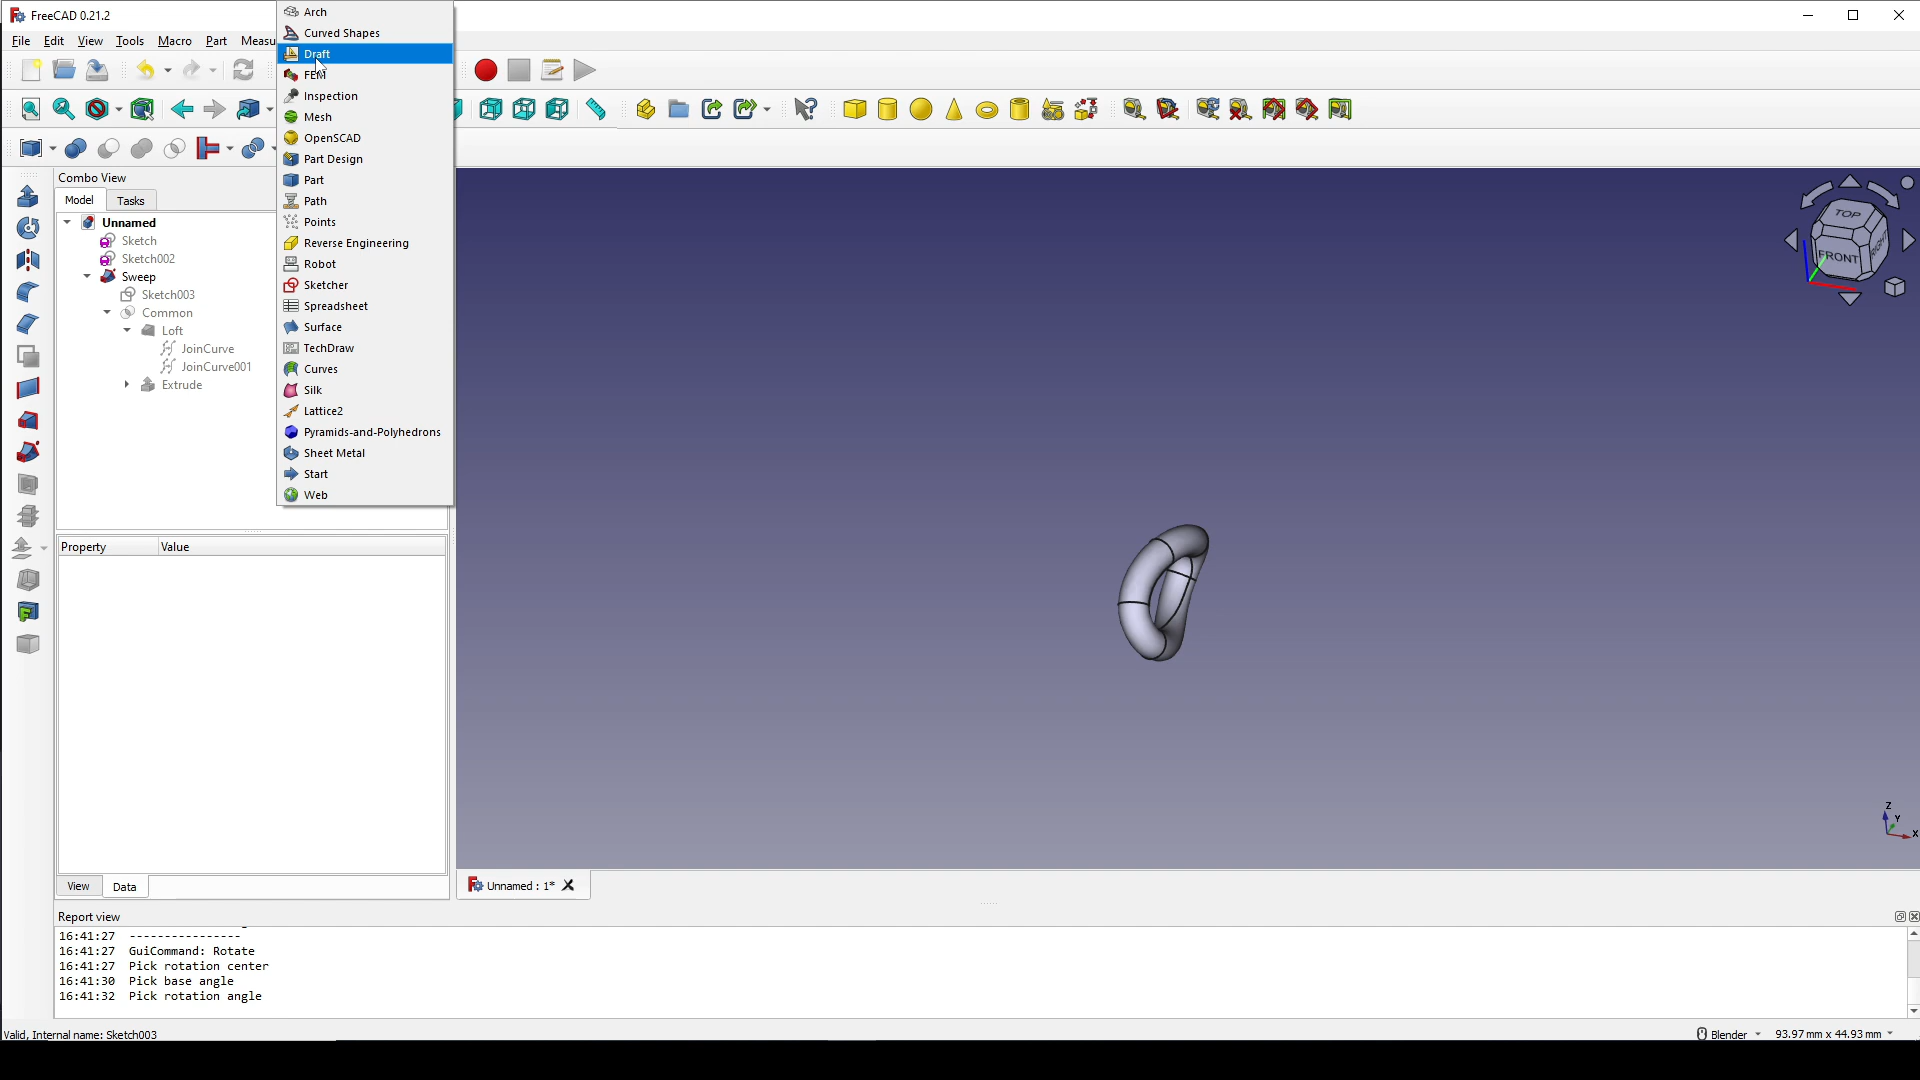 FreeCAD 0.21.2
File Edit View Tools Macro Part Measu
Arch
Curved Shapes
Draft
FEM
Inspection
Mesh
OpenSCAD
Part Design
Part
Path
Points
Reverse Engineering
Robot
Sketcher
Spreadsheet
Surface
TechDraw
Curves
Silk
Lattice2
Pyramids-and-Polyhedrons
Sheet Metal
Start
Web
Combo View
Model Tasks
Unnamed
Sketch
Sketch002
Sweep
Sketch003
Common
Loft
JoinCurve
JoinCurve001
Extrude
Property Value
View Data
TOP
FRONT
RIGHT
Z
Y
X
Unnamed : 1*
Report view
16:41:27 ----------------
16:41:27 GuiCommand: Rotate
16:41:27 Pick rotation center
16:41:30 Pick base angle
16:41:32 Pick rotation angle
Valid, Internal name: Sketch003
Blender 93.97 mm x 44.93 mm